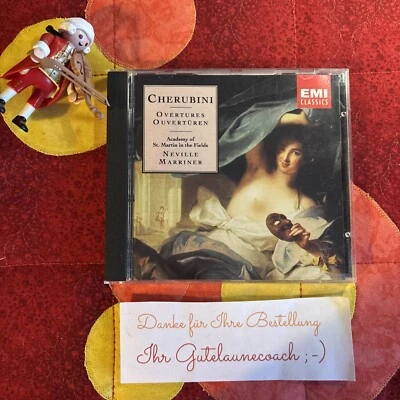 CHERUBINI
OVERTURES
OUVERTÜREN
Academy of
St. Martin in the Fields
NEVILLE
MARRINER
EMI
CLASSICS
Danke für Ihre Bestellung
Ihr Gutelaunecoach ;-)